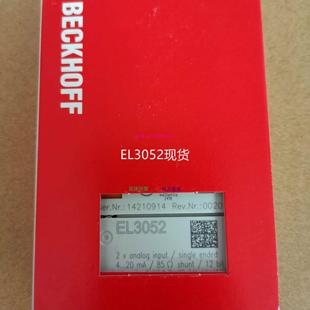 BECKHOFF
EL3052现货
er.Nr.: 14210914 Rev.Nr.:0020
EL3052
2 x analog input / single ended
4...20 mA / 85 Ω shunt / 12 bit